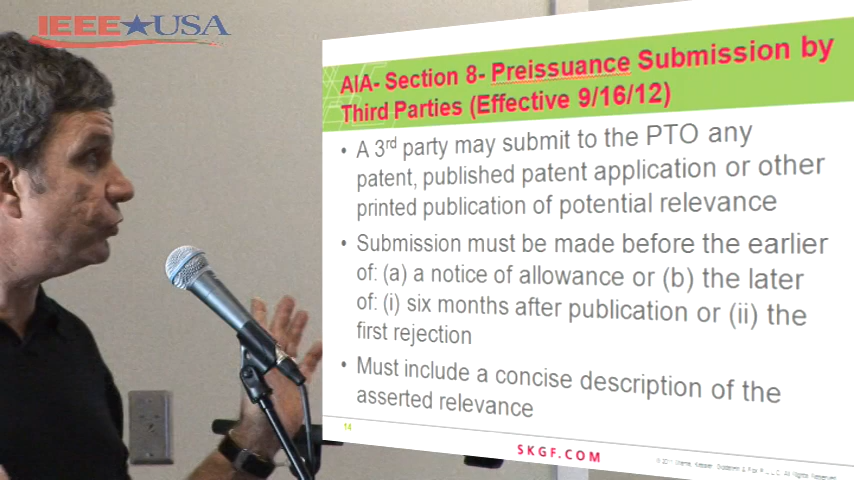 IEEE★USA
AIA- Section 8- Preissuance Submission by
Third Parties (Effective 9/16/12)
• A 3rd party may submit to the PTO any
patent, published patent application or other
printed publication of potential relevance
• Submission must be made before the earlier
of: (a) a notice of allowance or (b) the later
of: (i) six months after publication or (ii) the
first rejection
• Must include a concise description of the
asserted relevance
14
SKGF.COM